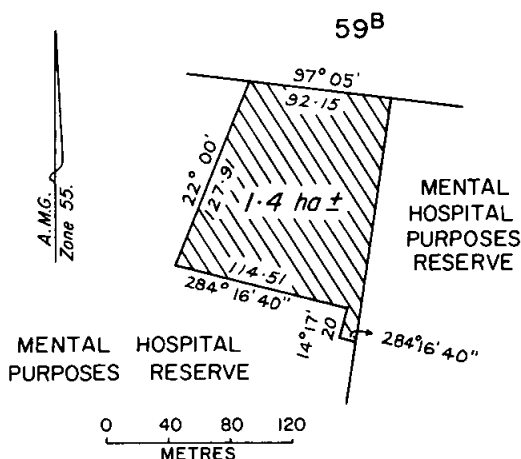 59ᴮ
97° 05'
92·15
A.M.G.
Zone 55.
22° 00'
127·91
1·4 ha ±
MENTAL
HOSPITAL
PURPOSES
RESERVE
114·51
284° 16' 40"
14°17'
20
284°16'40"
MENTAL HOSPITAL
PURPOSES RESERVE
0 40 80 120
METRES